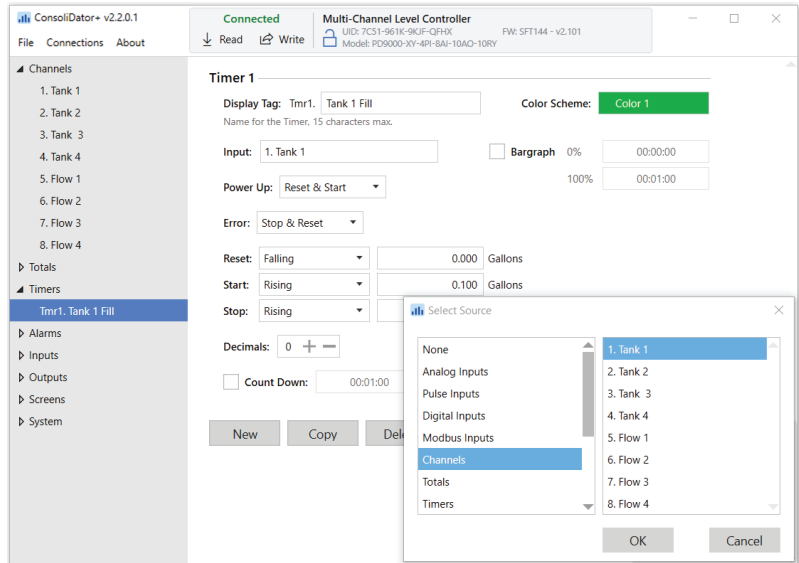 ConsoliDator+ v2.2.0.1
File Connections About
Connected
Read Write
Multi-Channel Level Controller
UID: 7C51-961K-9KJF-QFHX FW: SFT144 - v2.101
Model: PD9000-XY-4PI-8AI-10AO-10RY
Channels
1. Tank 1
2. Tank 2
3. Tank  3
4. Tank 4
5. Flow 1
6. Flow 2
7. Flow 3
8. Flow 4
Totals
Timers
Tmr1. Tank 1 Fill
Alarms
Inputs
Outputs
Screens
System
Timer 1
Display Tag: Tmr1. Tank 1 Fill Color Scheme: Color 1
Name for the Timer, 15 characters max.
Input: 1. Tank 1 Bargraph 0% 00:00:00
100% 00:01:00
Power Up: Reset & Start
Error: Stop & Reset
Reset: Falling 0.000 Gallons
Start: Rising 0.100 Gallons
Stop: Rising
Decimals: 0
Count Down: 00:01:00
New Copy
Select Source
None
Analog Inputs
Pulse Inputs
Digital Inputs
Modbus Inputs
Channels
Totals
Timers
1. Tank 1
2. Tank 2
3. Tank  3
4. Tank 4
5. Flow 1
6. Flow 2
7. Flow 3
8. Flow 4
OK Cancel